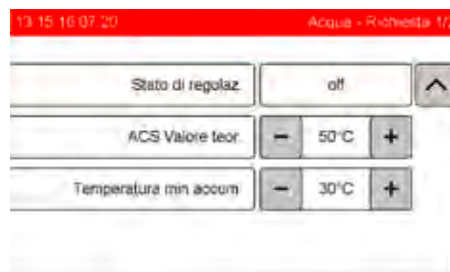 13:15 16.07.20 Acqua - Richiesta 1/2
Stato di regolaz. off
ACS Valore teor. - 50°C +
Temperatura min accum - 30°C +